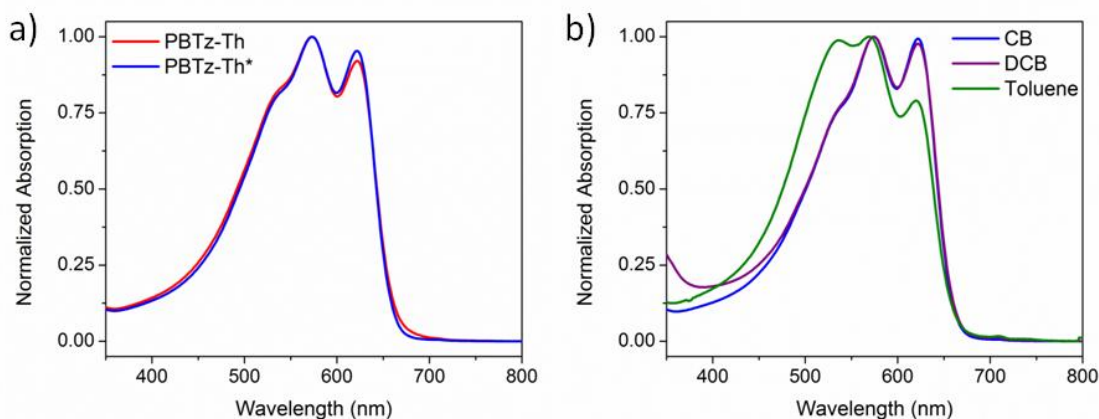 a)
PBTz-Th
PBTz-Th*
Normalized Absorption
1.00
0.75
0.50
0.25
0.00
400 500 600 700 800
Wavelength (nm)
b)
CB
DCB
Toluene
Normalized Absorption
1.00
0.75
0.50
0.25
0.00
400 500 600 700 800
Wavelength (nm)